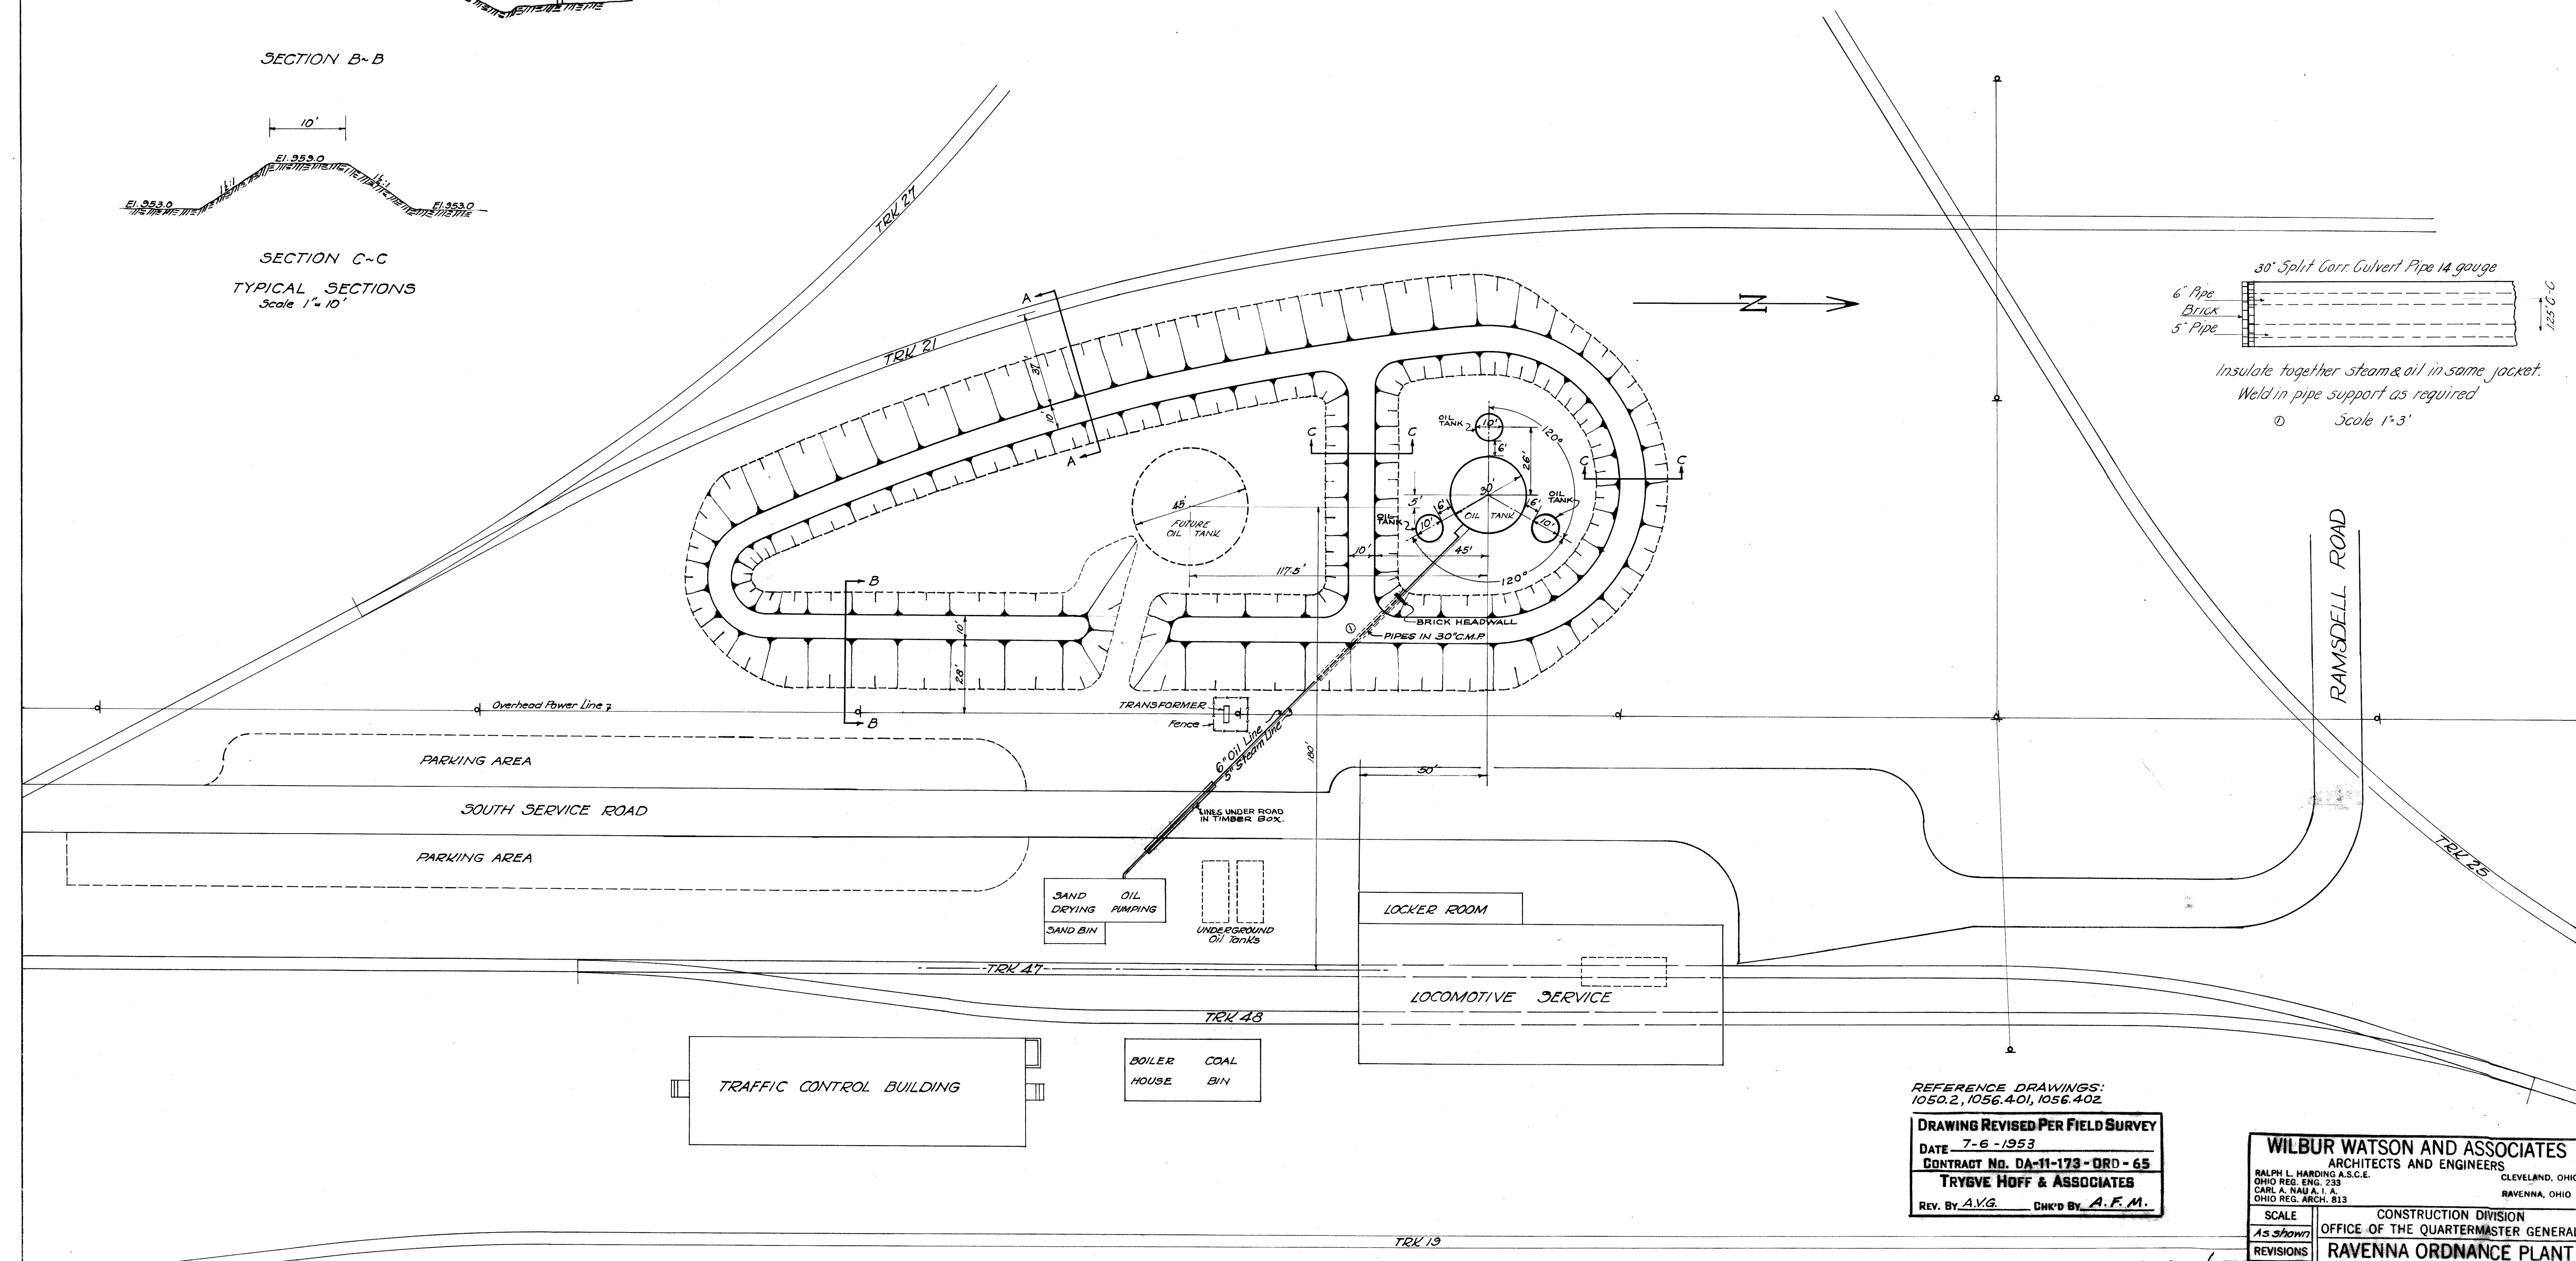 SECTION B~B
10'
El. 959.0
1½:1
1½:1
El. 953.0
El. 953.0
SECTION C~C
TYPICAL SECTIONS
Scale 1"=10'
TRK 27
TRK 21
A
37'
10'
A
N
30" Split Corr. Culvert Pipe 14 gauge
6" Pipe
Brick
5" Pipe
1.25' C-C
Insulate together steam & oil in same jacket.
Weld in pipe support as required
① Scale 1"=3'
C
C
C
C
OIL
TANK
10'
120°
6'
26'
30'
OIL TANK
5'
6'
OIL
TANK
10'
6'
OIL
TANK
10'
120°
45'
FUTURE
OIL TANK
10'
45'
117.5'
B
B
10'
28'
BRICK HEADWALL
①
PIPES IN 30" C.M.P.
RAMSDELL ROAD
Overhead Power Line
TRANSFORMER
Fence
6" Oil Line
5" Steam Line
180'
50'
PARKING AREA
SOUTH SERVICE ROAD
PARKING AREA
LINES UNDER ROAD
IN TIMBER BOX.
TRK 25
SAND DRYING
OIL PUMPING
SAND BIN
UNDERGROUND
Oil Tanks
LOCKER ROOM
TRK 47
LOCOMOTIVE SERVICE
TRK 48
TRAFFIC CONTROL BUILDING
BOILER HOUSE
COAL BIN
REFERENCE DRAWINGS:
1050.2, 1056.401, 1056.402
DRAWING REVISED PER FIELD SURVEY
DATE 7-6-1953
CONTRACT NO. DA-11-173-ORD-65
TRYGVE HOFF & ASSOCIATES
REV. BY A.V.G. CHK'D BY A.F.M.
WILBUR WATSON AND ASSOCIATES
ARCHITECTS AND ENGINEERS
RALPH L. HARDING A.S.C.E.
OHIO REG. ENG. 233
CARL A. NAU A. I. A.
OHIO REG. ARCH. 813
CLEVELAND, OHIO
RAVENNA, OHIO
SCALE
As shown
CONSTRUCTION DIVISION
OFFICE OF THE QUARTERMASTER GENERAL
REVISIONS
RAVENNA ORDNANCE PLANT
TRK 19